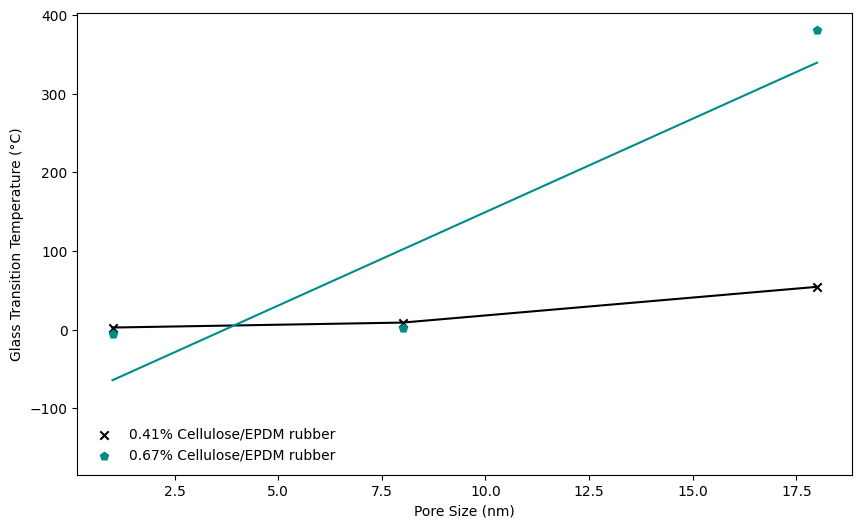 400
300
200
100
0
−100
Glass Transition Temperature (°C)
0.41% Cellulose/EPDM rubber
0.67% Cellulose/EPDM rubber
2.5 5.0 7.5 10.0 12.5 15.0 17.5
Pore Size (nm)